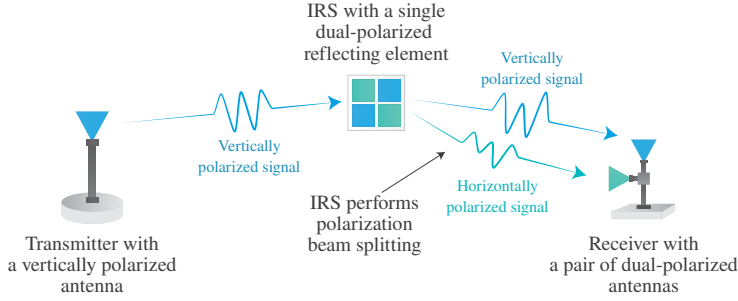 IRS with a single
dual-polarized
reflecting element
Vertically
polarized signal
Vertically
polarized signal
Horizontally
polarized signal
IRS performs
polarization
beam splitting
Transmitter with
a vertically polarized
antenna
Receiver with
a pair of dual-polarized
antennas